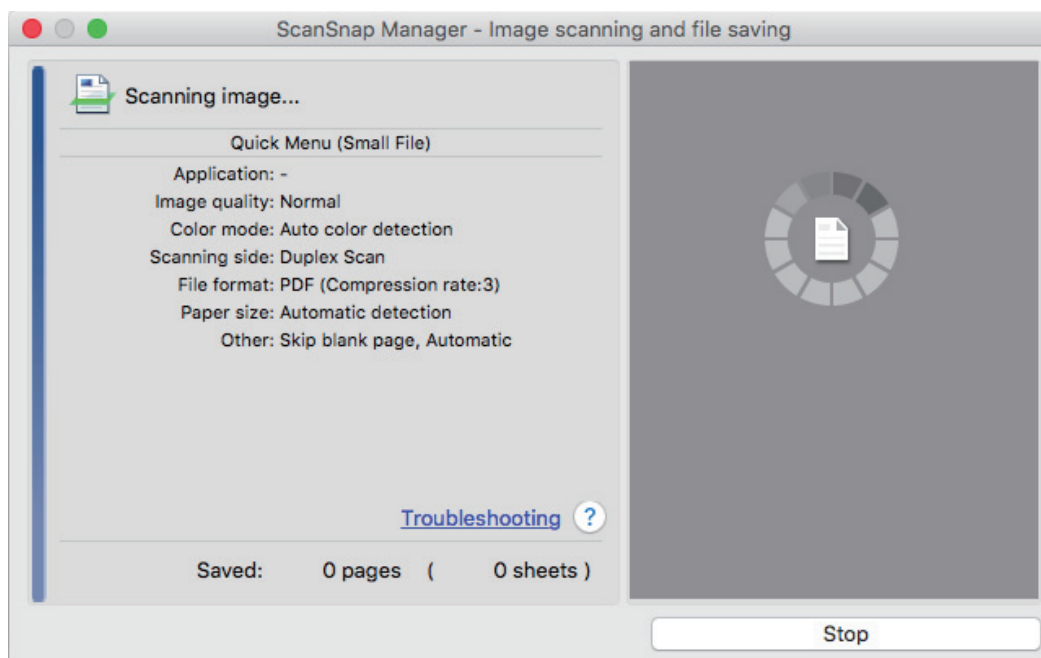 ScanSnap Manager - Image scanning and file saving
Scanning image...
Quick Menu (Small File)
Application: -
Image quality: Normal
Color mode: Auto color detection
Scanning side: Duplex Scan
File format: PDF (Compression rate:3)
Paper size: Automatic detection
Other: Skip blank page, Automatic
Troubleshooting ?
Saved: 0 pages ( 0 sheets )
Stop